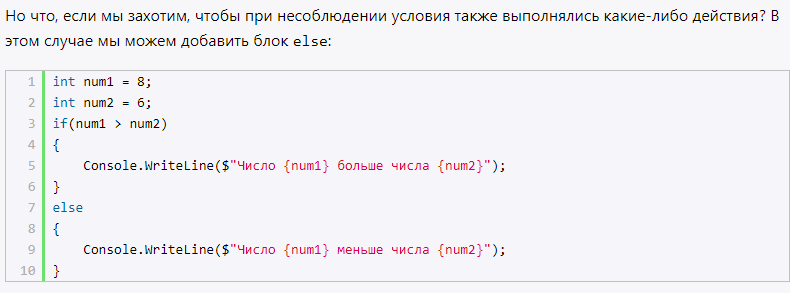 Но что, если мы захотим, чтобы при несоблюдении условия также выполнялись какие-либо действия? В
этом случае мы можем добавить блок else:
1 int num1 = 8;
2 int num2 = 6;
3 if(num1 > num2)
4 {
5     Console.WriteLine($"Число {num1} больше числа {num2}");
6 }
7 else
8 {
9     Console.WriteLine($"Число {num1} меньше числа {num2}");
10 }